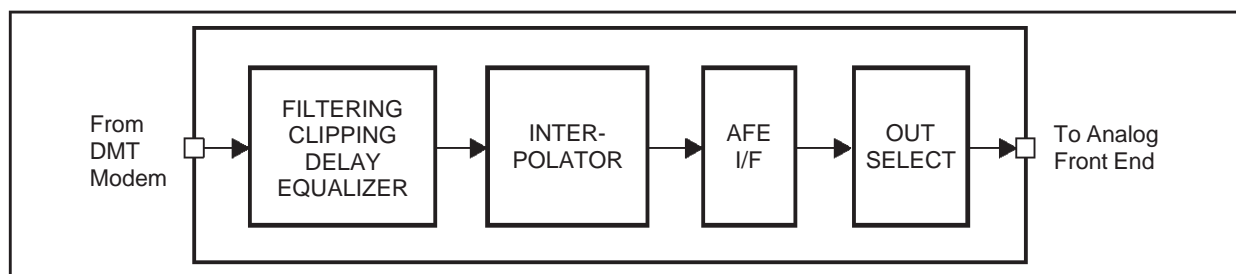 From
DMT
Modem
FILTERING
CLIPPING
DELAY
EQUALIZER
INTER-
POLATOR
AFE
I/F
OUT
SELECT
To Analog
Front End